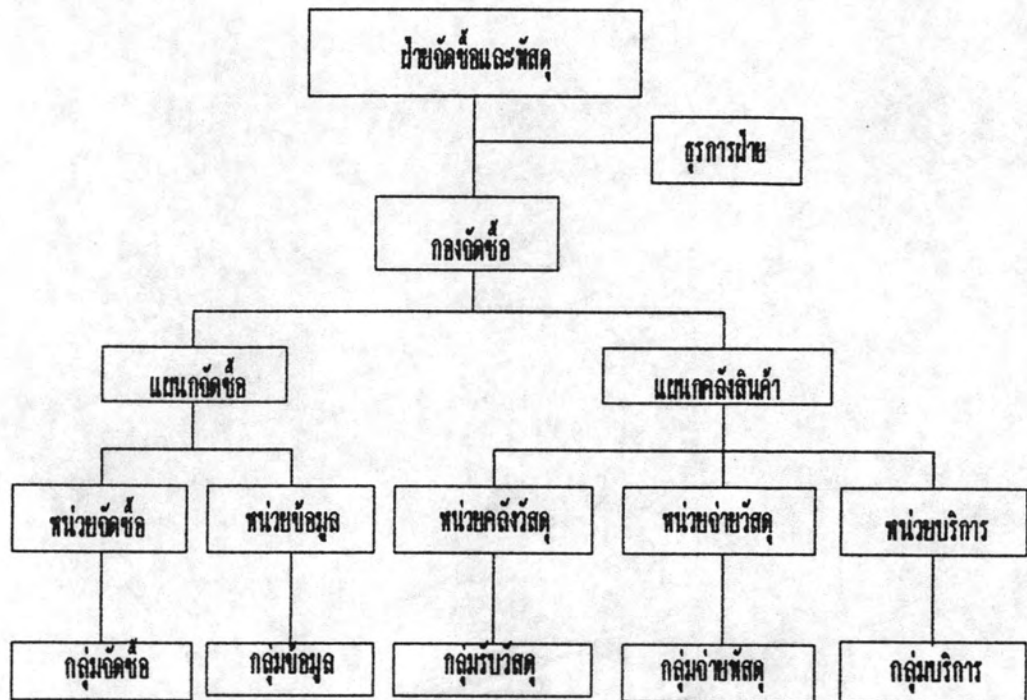 ฝ่ายจัดซื้อและพัสดุ
ธุรการฝ่าย
กองจัดซื้อ
แผนกจัดซื้อ
แผนกคลังสินค้า
หน่วยจัดซื้อ
หน่วยข้อมูล
หน่วยคลังวัสดุ
หน่วยจ่ายวัสดุ
หน่วยบริการ
กลุ่มจัดซื้อ
กลุ่มข้อมูล
กลุ่มรับวัสดุ
กลุ่มจ่ายพัสดุ
กลุ่มบริการ